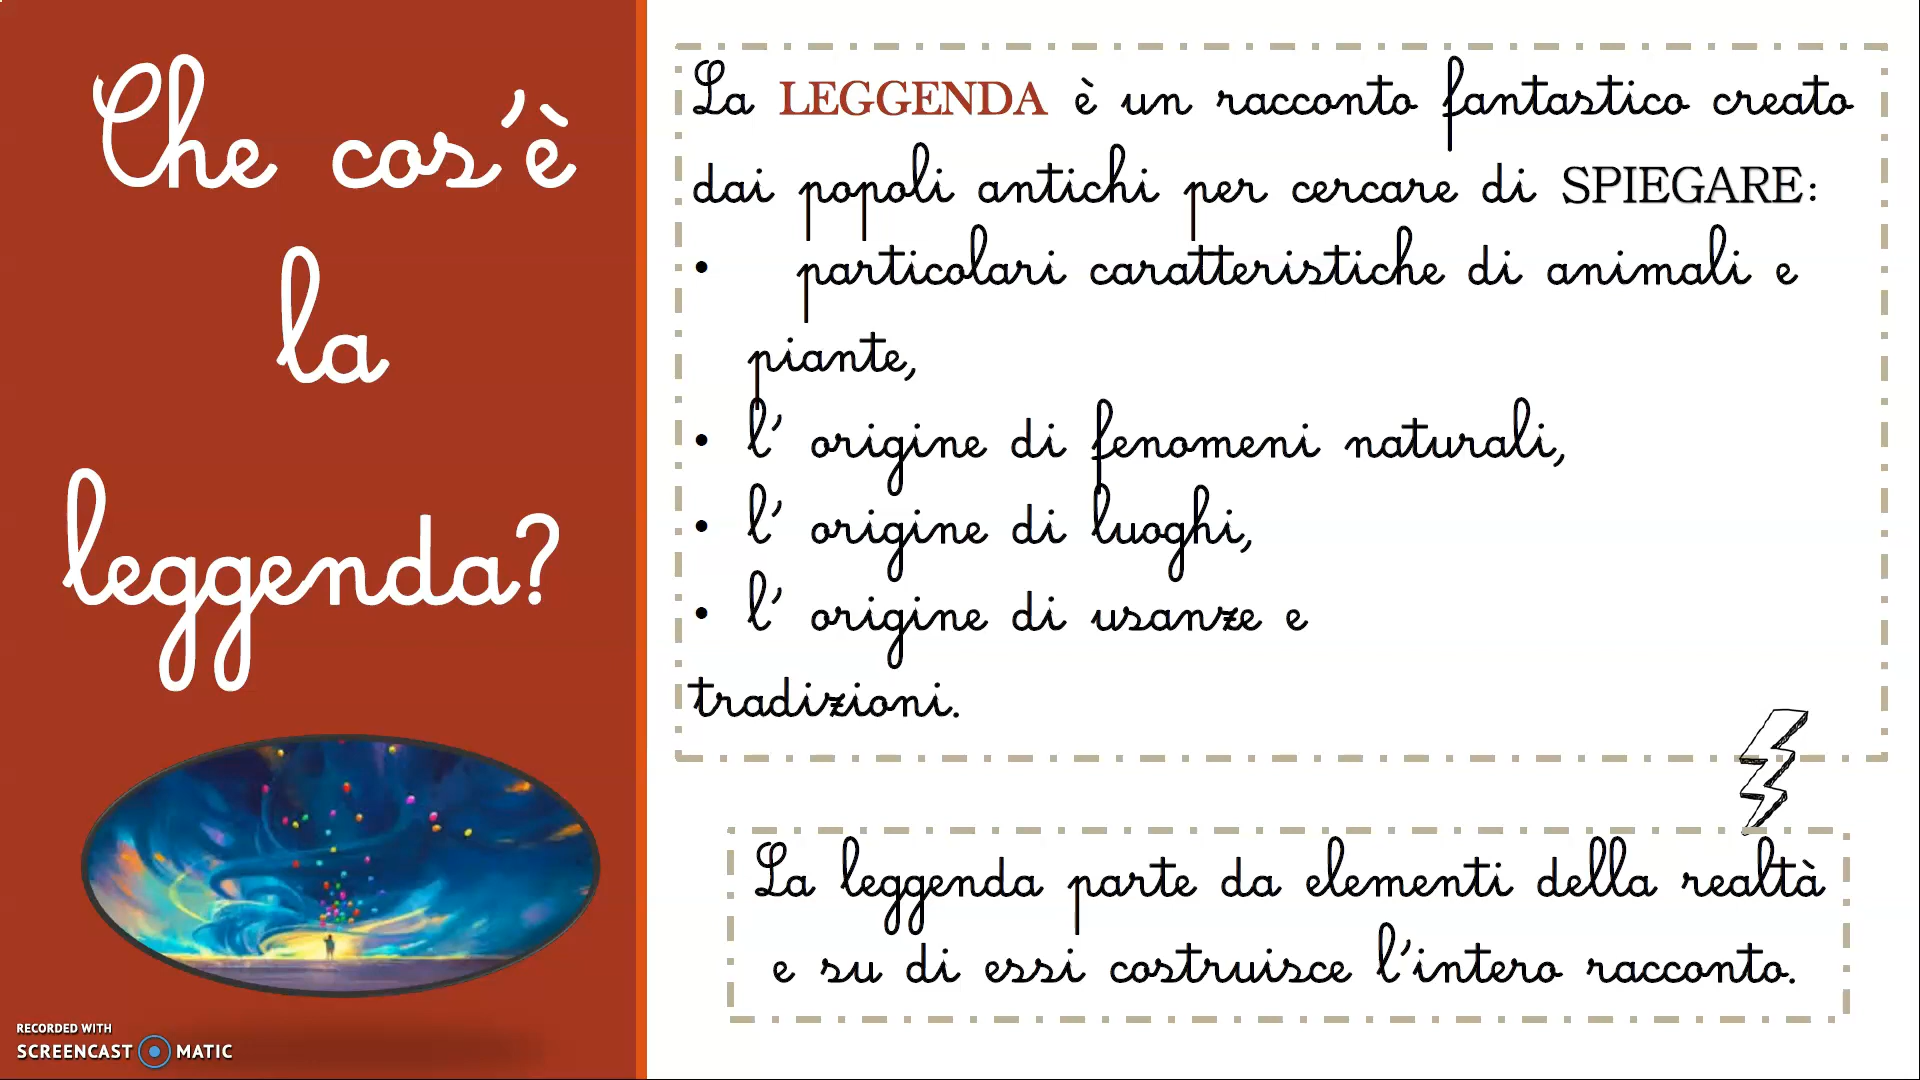 Che cos'è
la
leggenda?
La LEGGENDA è un racconto fantastico creato
dai popoli antichi per cercare di SPIEGARE:
• particolari caratteristiche di animali e
piante,
• l' origine di fenomeni naturali,
• l' origine di luoghi,
• l' origine di usanze e
tradizioni.
La leggenda parte da elementi della realtà
e su di essi costruisce l'intero racconto.
RECORDED WITH
SCREENCAST MATIC